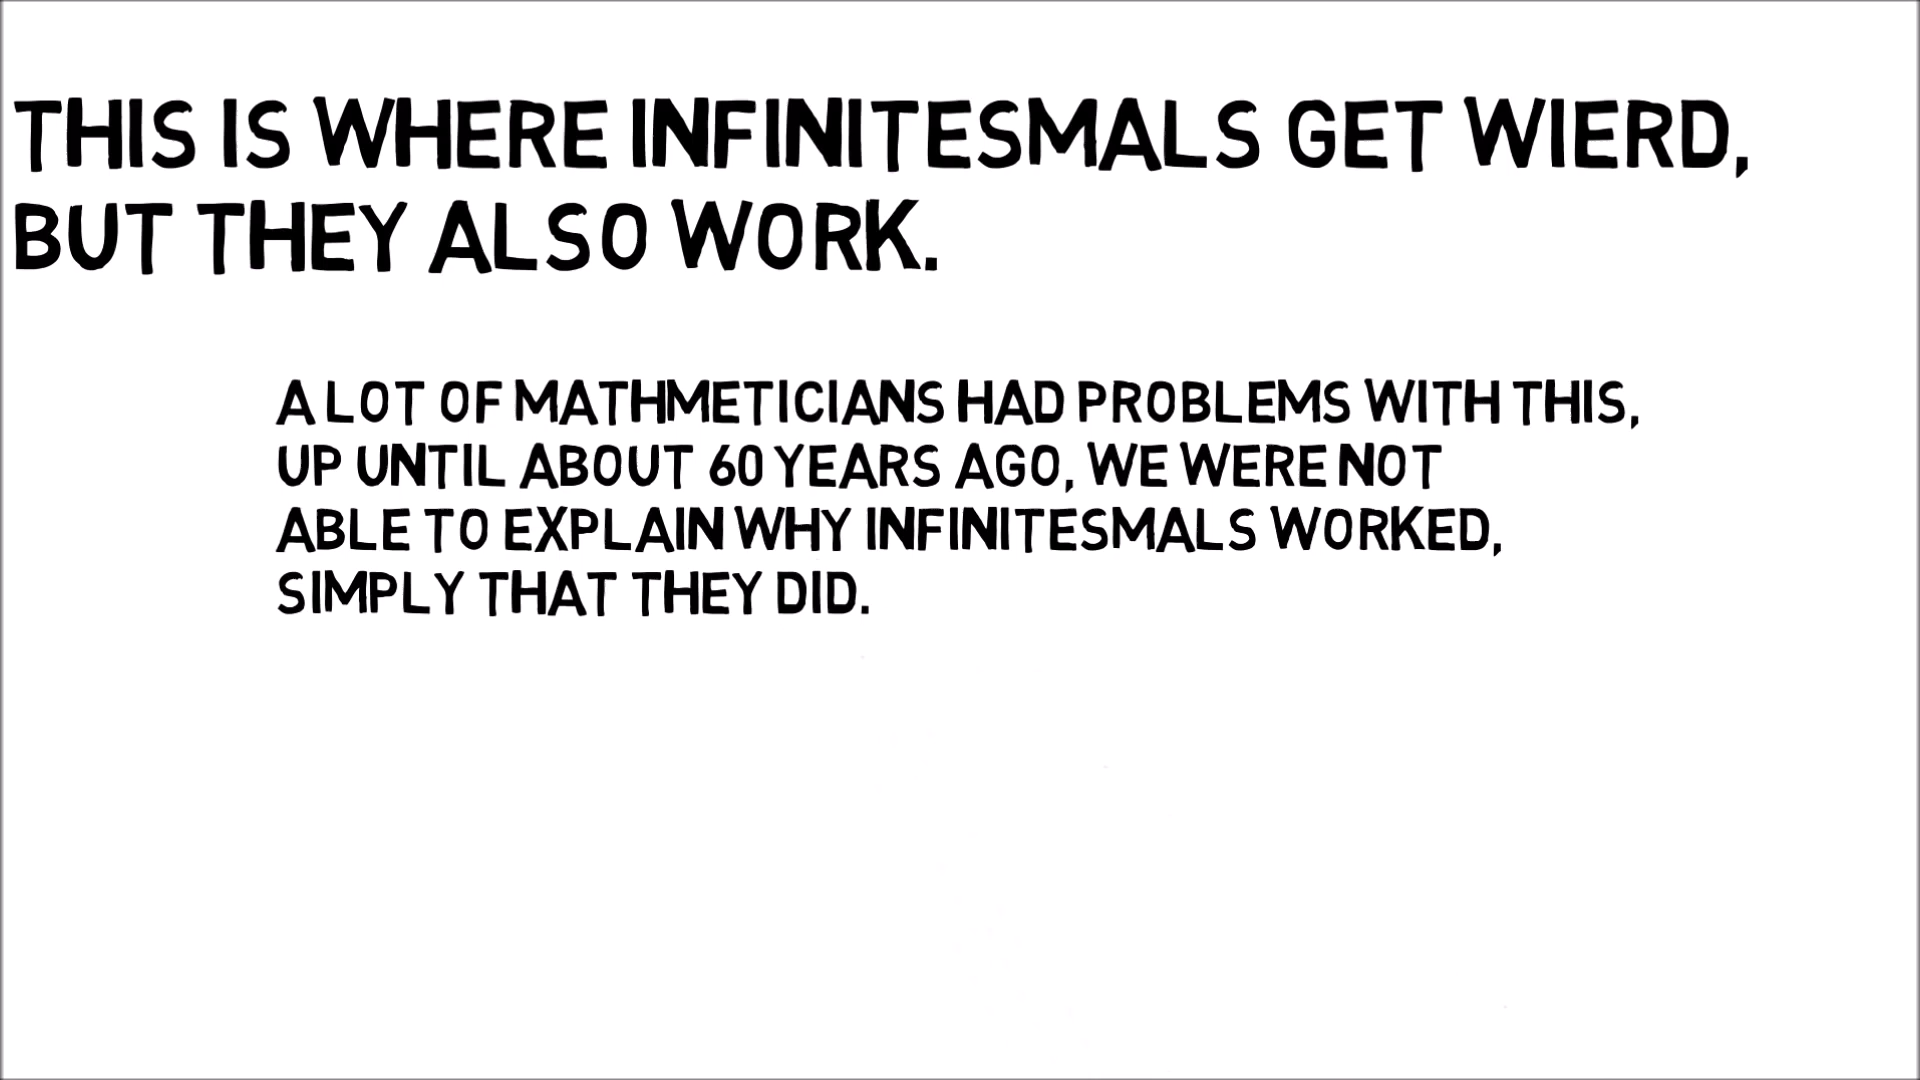 THIS IS WHERE INFINITESMALS GET WIERD,
BUT THEY ALSO WORK.
A LOT OF MATHMETICIANS HAD PROBLEMS WITH THIS,
UP UNTIL ABOUT 60 YEARS AGO, WE WERE NOT
ABLE TO EXPLAIN WHY INFINITESMALS WORKED,
SIMPLY THAT THEY DID.